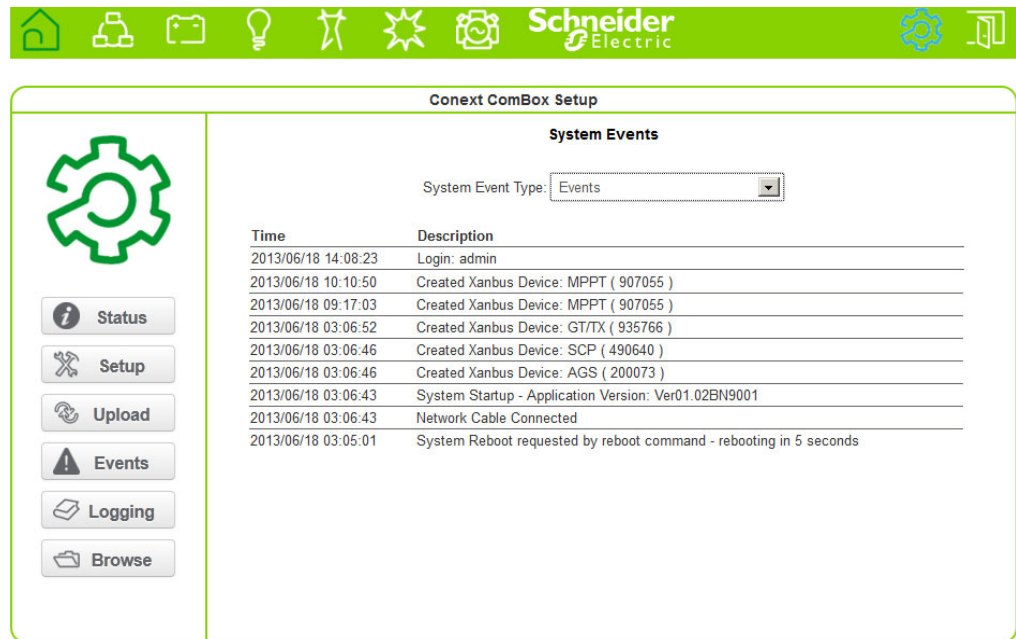 Schneider
Electric
Conext ComBox Setup
System Events
System Event Type: Events
Time Description
2013/06/18 14:08:23 Login: admin
2013/06/18 10:10:50 Created Xanbus Device: MPPT ( 907055 )
2013/06/18 09:17:03 Created Xanbus Device: MPPT ( 907055 )
2013/06/18 03:06:52 Created Xanbus Device: GT/TX ( 935766 )
2013/06/18 03:06:46 Created Xanbus Device: SCP ( 490640 )
2013/06/18 03:06:46 Created Xanbus Device: AGS ( 200073 )
2013/06/18 03:06:43 System Startup - Application Version: Ver01.02BN9001
2013/06/18 03:06:43 Network Cable Connected
2013/06/18 03:05:01 System Reboot requested by reboot command - rebooting in 5 seconds
Status
Setup
Upload
Events
Logging
Browse